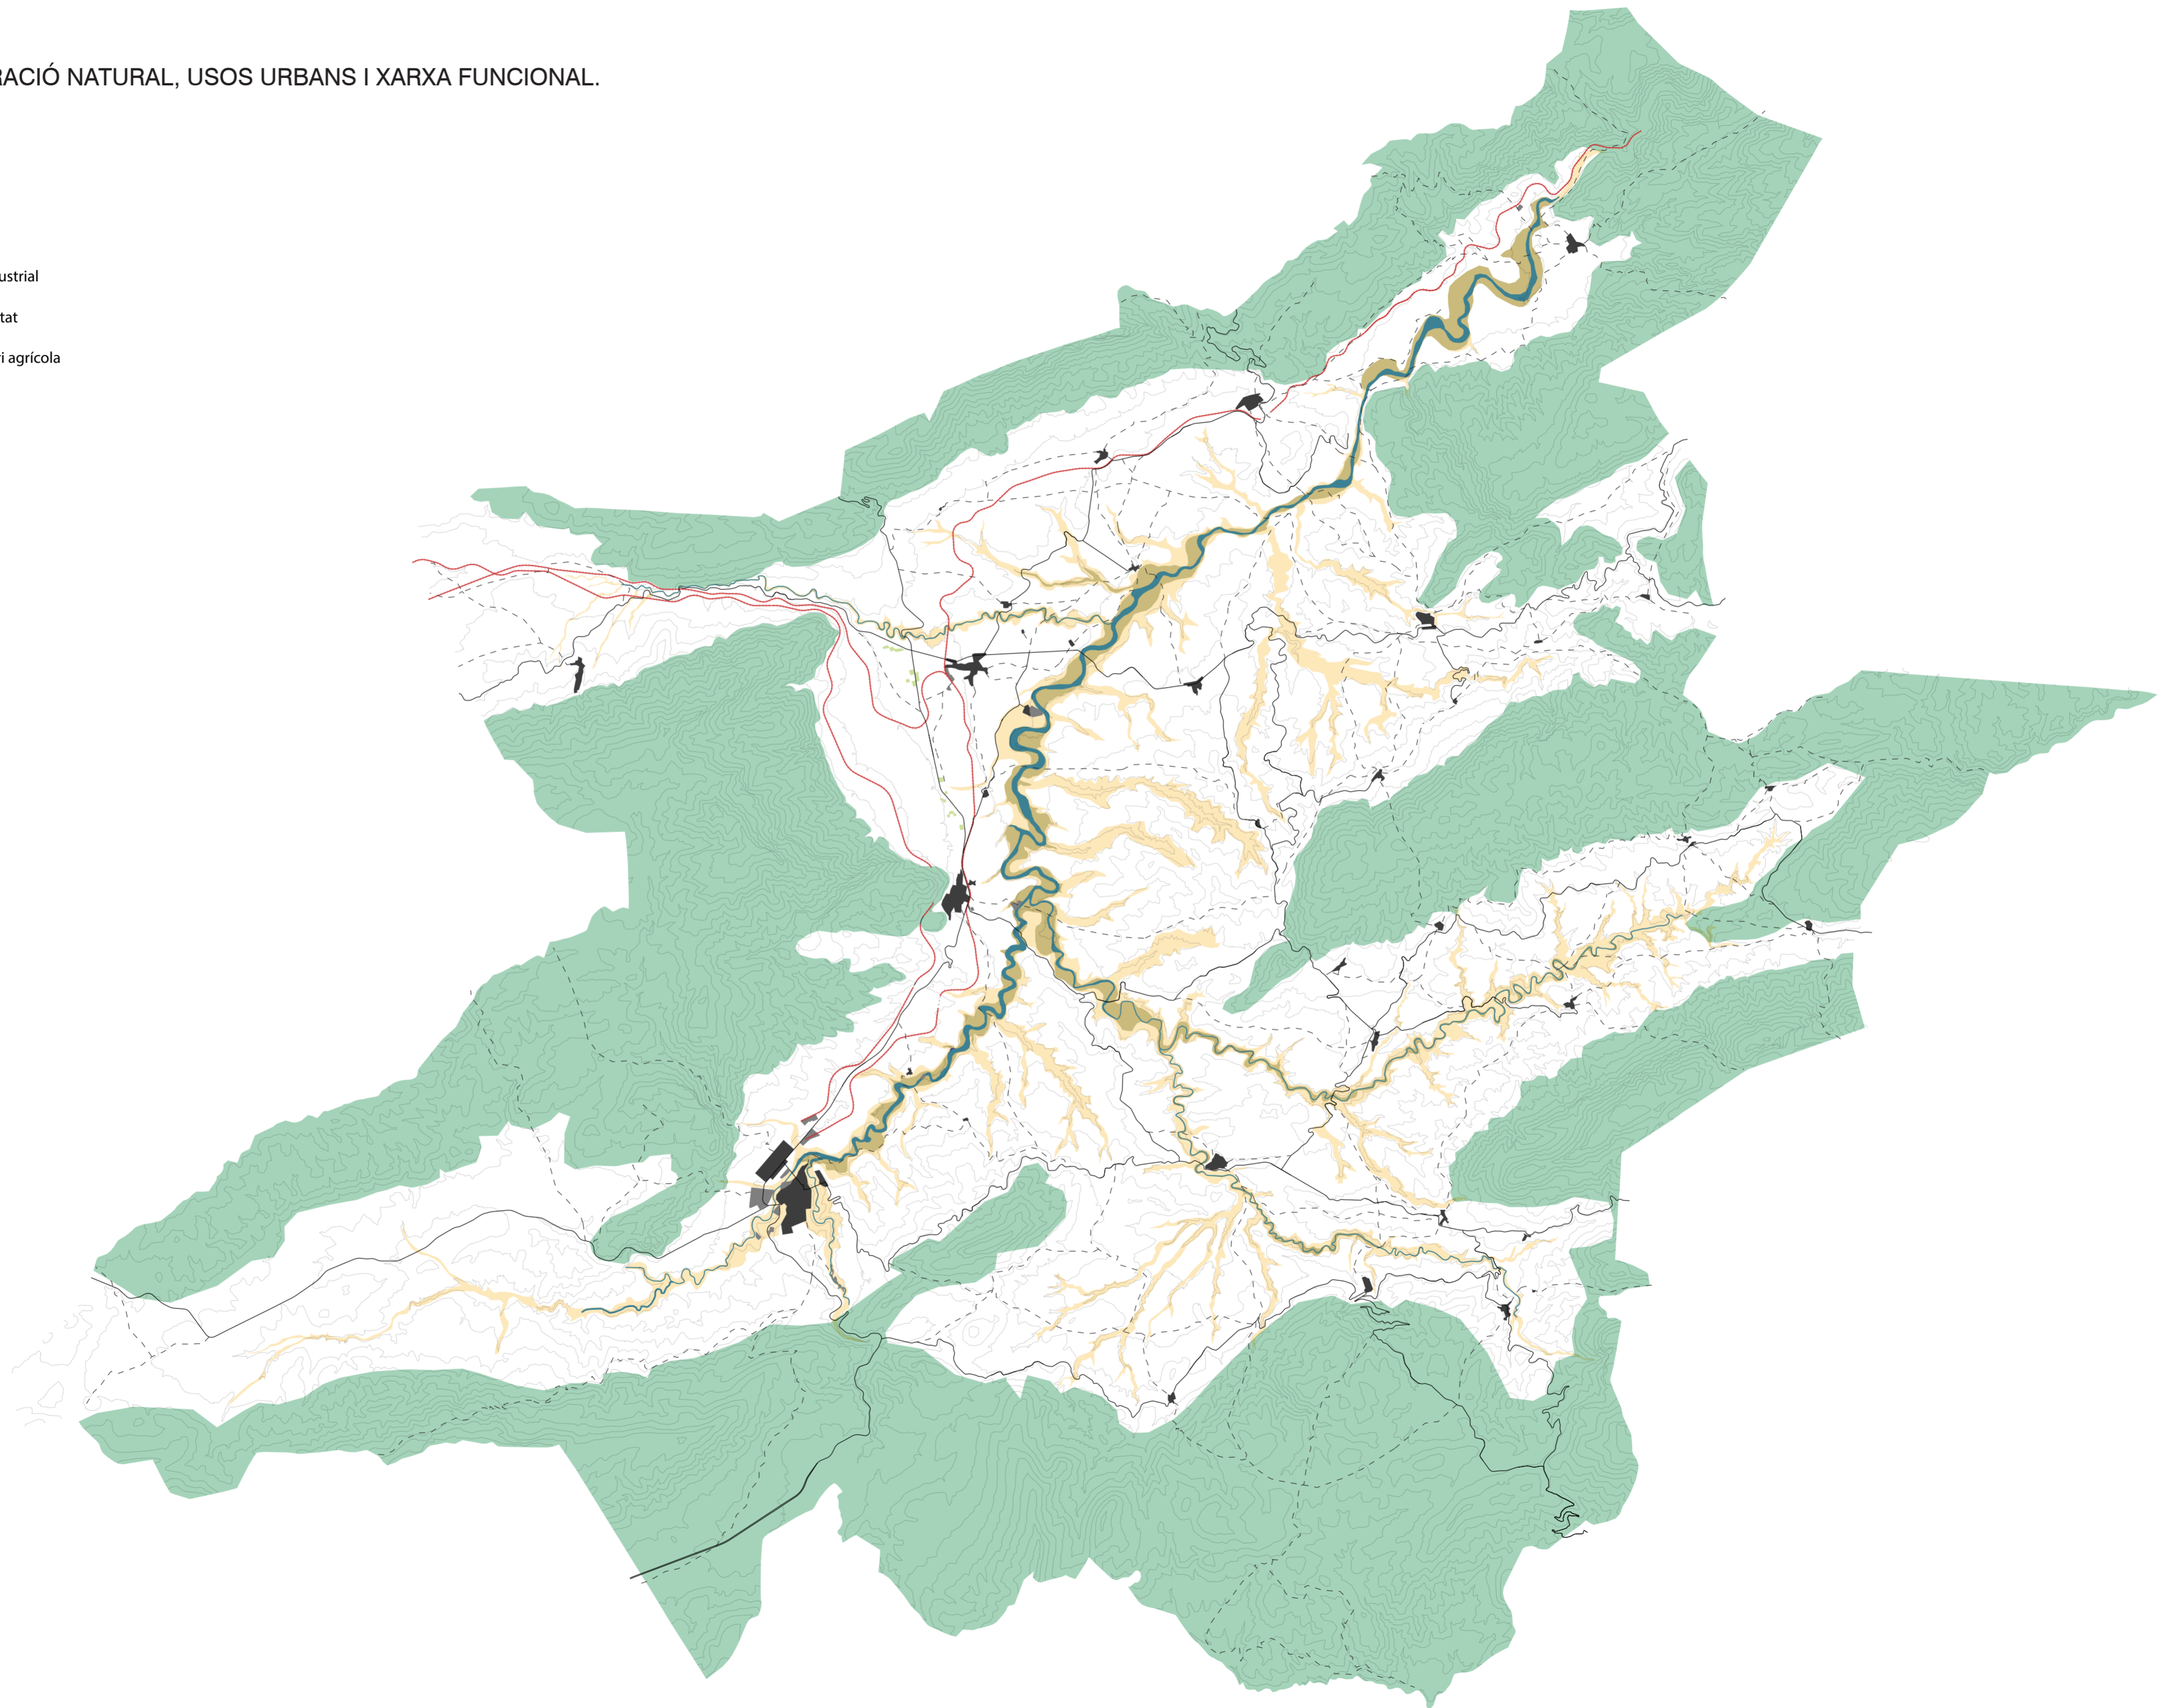 RACIÓ NATURAL, USOS URBANS I XARXA FUNCIONAL.
ustrial
tat
i agrícola